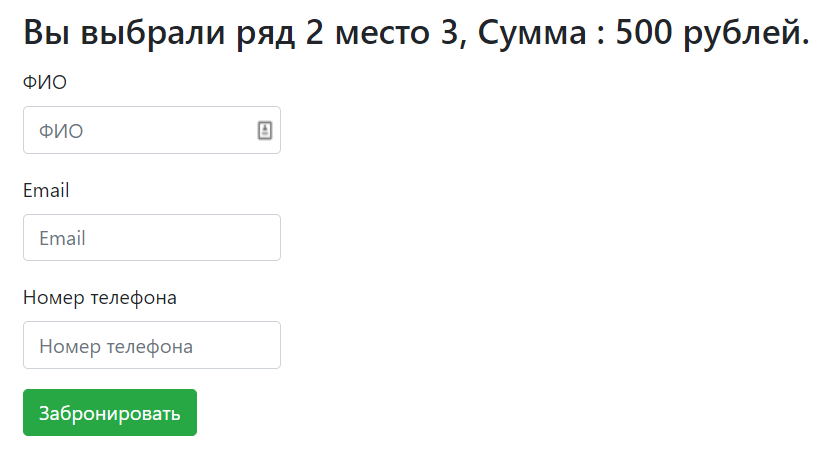 Вы выбрали ряд 2 место 3, Сумма : 500 рублей.
ФИО
ФИО
Email
Email
Номер телефона
Номер телефона
Забронировать